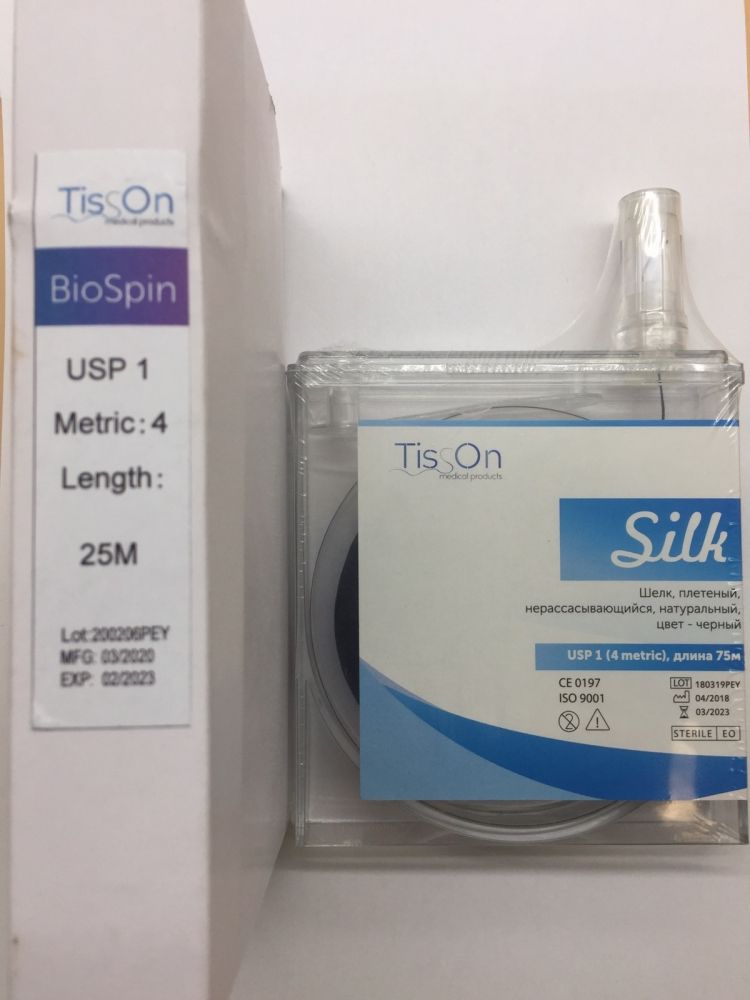 TissOn
medical products
BioSpin
USP 1
Metric: 4
Length:
25M
Lot:200206PEY
MFG: 03/2020
EXP: 02/2023
TissOn
medical products
Silk
Шелк, плетеный,
нерассасывающийся, натуральный,
цвет - черный
USP 1 (4 metric), длина 75м
CE 0197
ISO 9001
LOT 180319PEY
04/2018
03/2023
STERILE EO